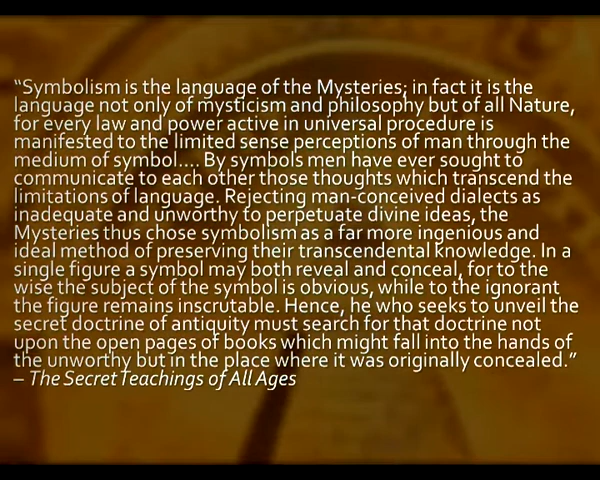 “Symbolism is the language of the Mysteries; in fact it is the
language not only of mysticism and philosophy but of all Nature,
for every law and power active in universal procedure is
manifested to the limited sense perceptions of man through the
medium of symbol.... By symbols men have ever sought to
communicate to each other those thoughts which transcend the
limitations of language. Rejecting man-conceived dialects as
inadequate and unworthy to perpetuate divine ideas, the
Mysteries thus chose symbolism as a far more ingenious and
ideal method of preserving their transcendental knowledge. In a
single figure a symbol may both reveal and conceal, for to the
wise the subject of the symbol is obvious, while to the ignorant
the figure remains inscrutable. Hence, he who seeks to unveil the
secret doctrine of antiquity must search for that doctrine not
upon the open pages of books which might fall into the hands of
the unworthy but in the place where it was originally concealed.”
– The Secret Teachings of All Ages